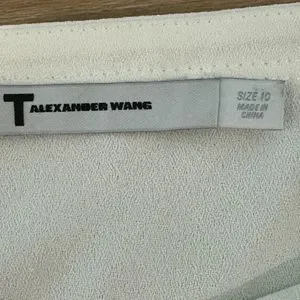 T ALEXANDER WANG
SIZE 10
MADE IN
CHINA